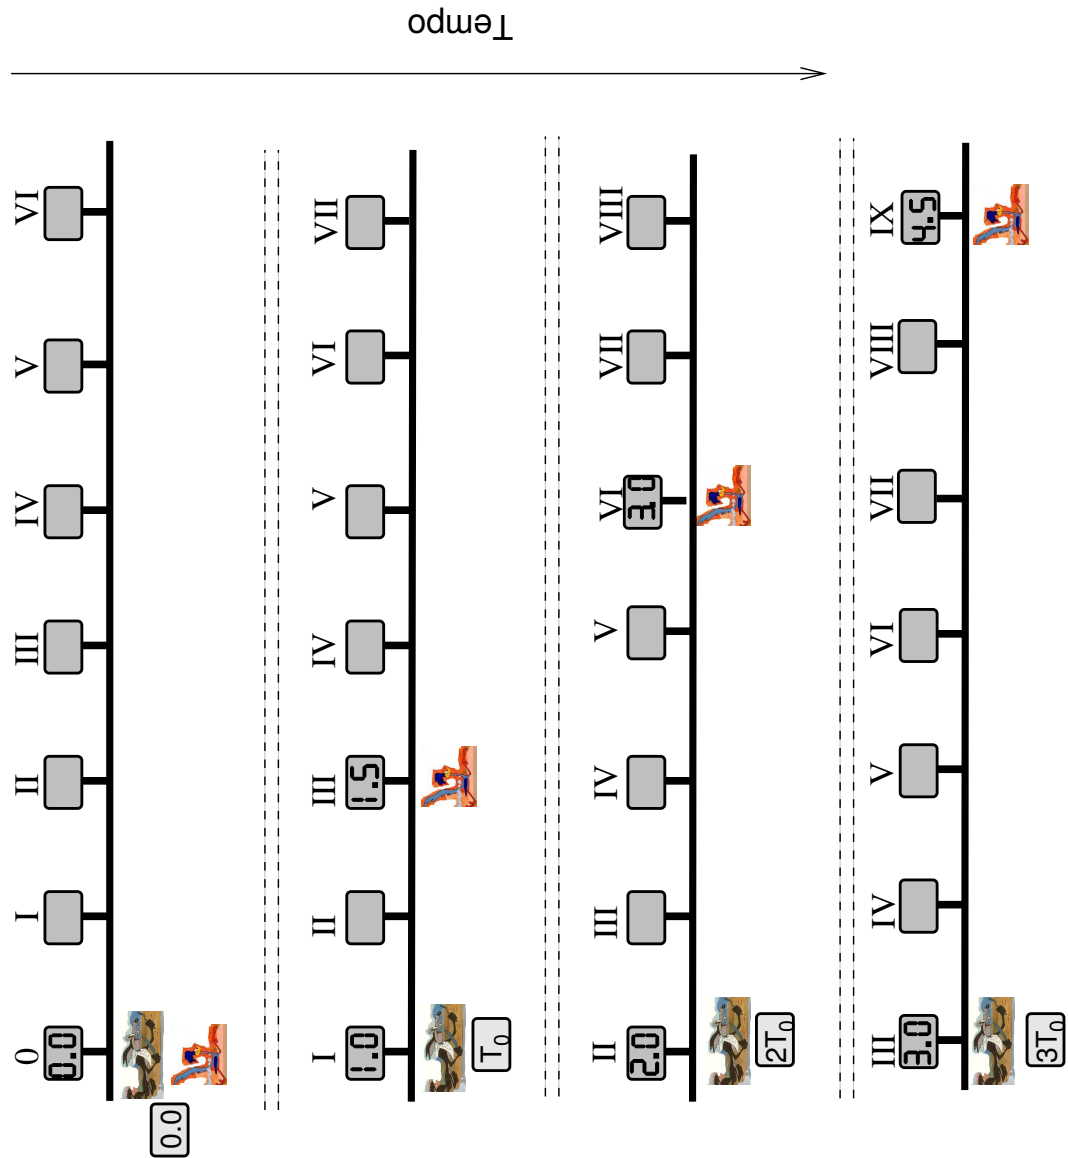 Tempo
0 I II III IV V VI
0.0
0.0
I II III IV V VI VII
1.0 1.5
T0
II III IV V VI VII VIII
2.0 3.0
2T0
III IV V VI VII VIII IX
3.0 4.5
3T0